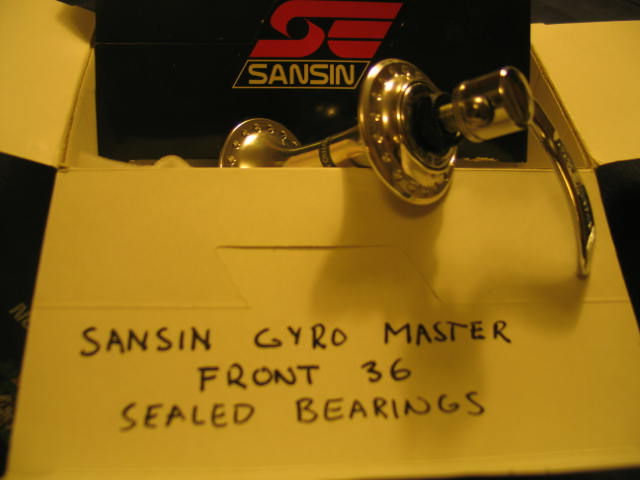 SANSIN
SANSIN GYRO MASTER
FRONT 36
SEALED BEARINGS